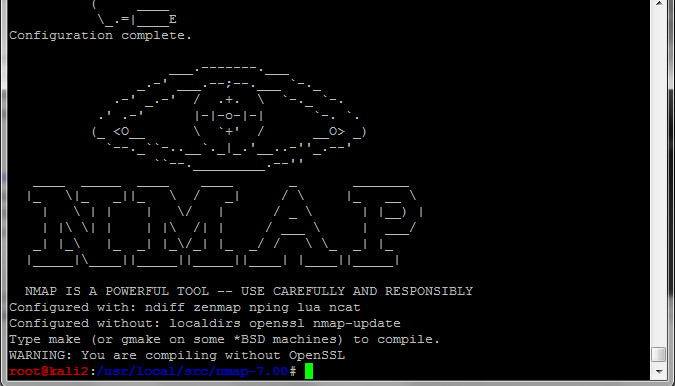 Configuration complete.
NMAP
NMAP IS A POWERFUL TOOL -- USE CAREFULLY AND RESPONSIBLY
Configured with: ndiff zenmap nping lua ncat
Configured without: localdirs openssl nmap-update
Type make (or gmake on some *BSD machines) to compile.
WARNING: You are compiling without OpenSSL
root@kali2:/usr/local/src/nmap-7.00#